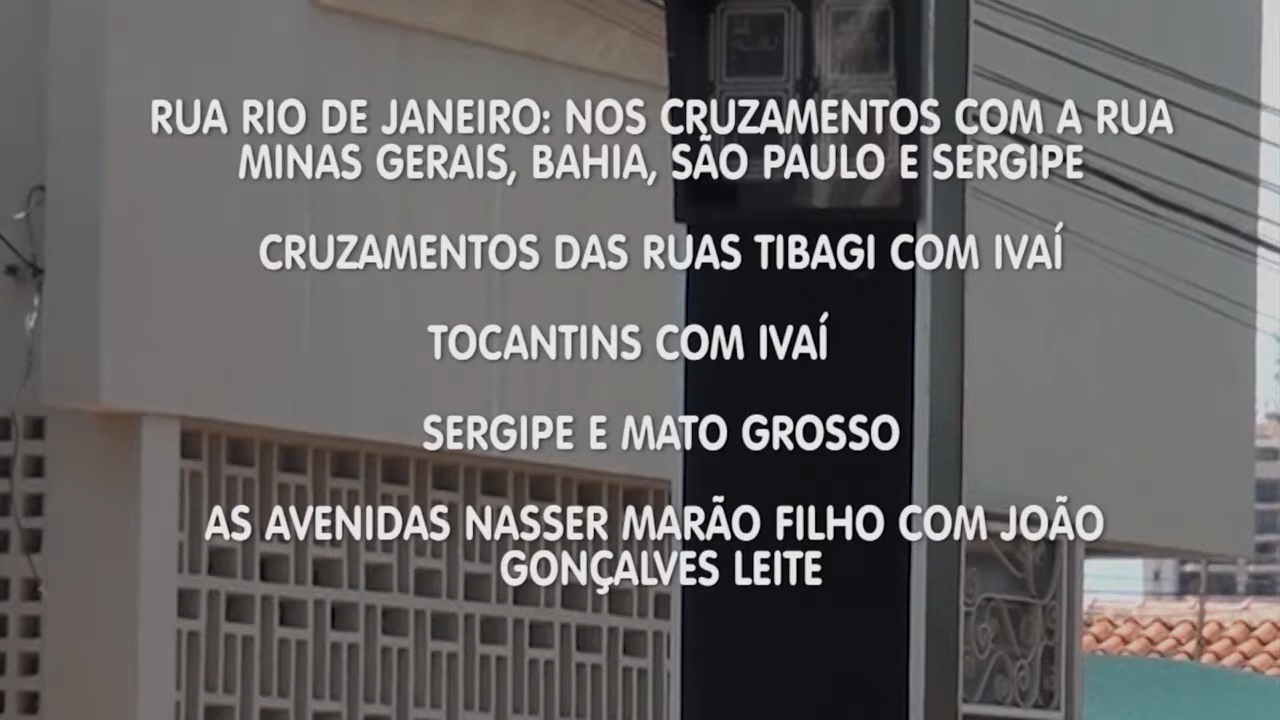 RUA RIO DE JANEIRO: NOS CRUZAMENTOS COM A RUA
MINAS GERAIS, BAHIA, SÃO PAULO E SERGIPE
CRUZAMENTOS DAS RUAS TIBAGI COM IVAÍ
TOCANTINS COM IVAÍ
SERGIPE E MATO GROSSO
AS AVENIDAS NASSER MARÃO FILHO COM JOÃO
GONÇALVES LEITE